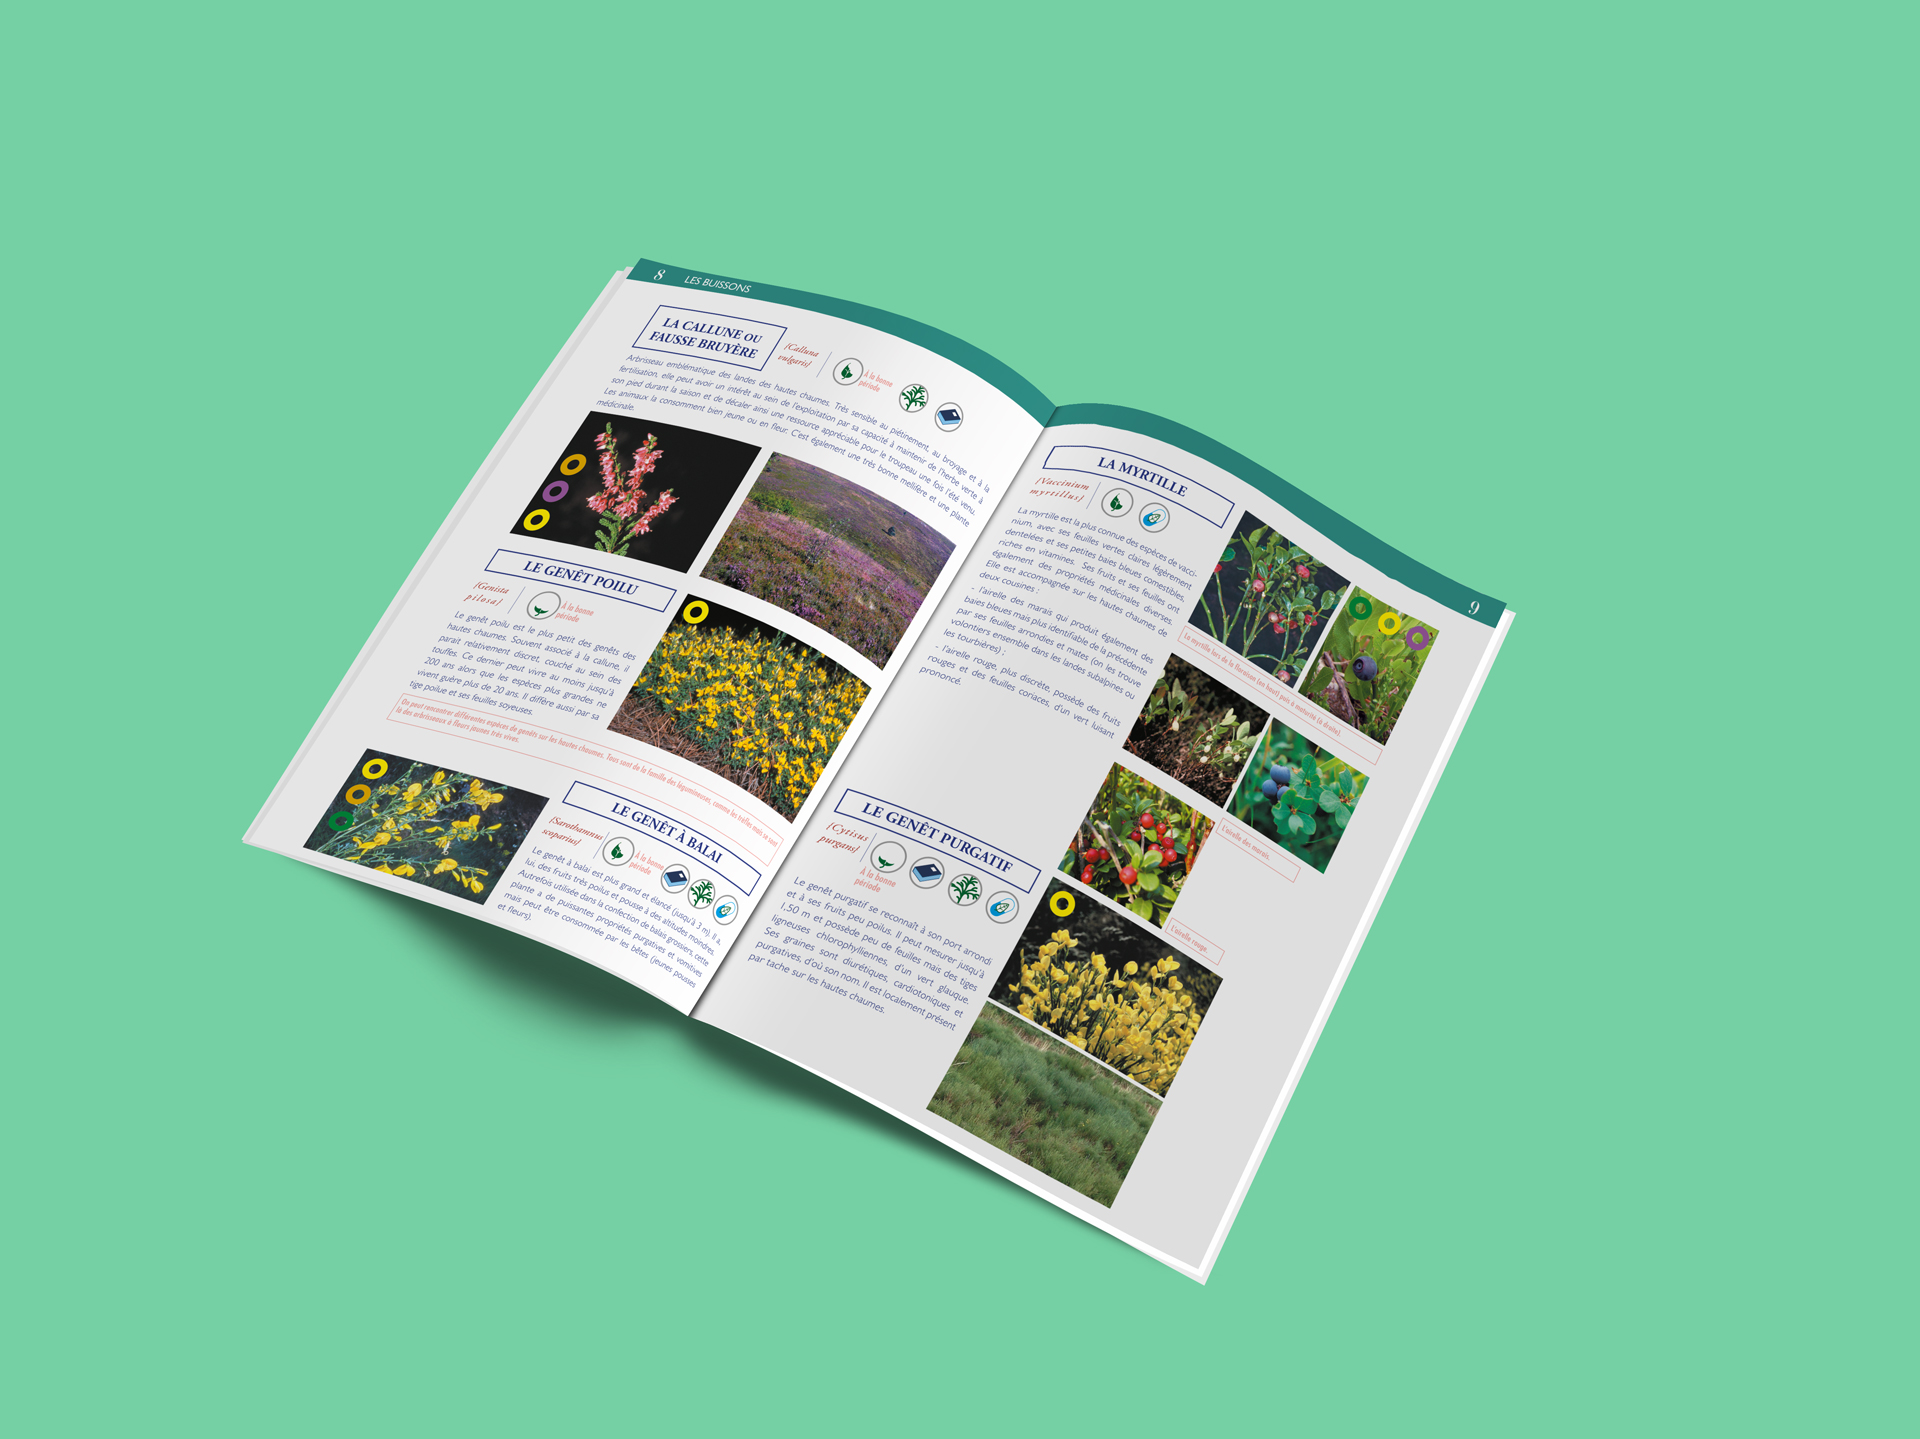 8 LES BUISSONS
LA CALLUNE OU
FAUSSE BRUYÈRE
[Calluna
vulgaris]
À la bonne
période
Arbrisseau emblématique des landes des hautes chaumes. Très sensible au piétinement, au broyage et à la
fertilisation, elle peut avoir un intérêt au sein de l'exploitation par sa capacité à maintenir de l'herbe verte à
son pied durant la saison et de décaler ainsi une ressource appréciable pour le troupeau une fois l'été venu.
Les animaux la consomment bien jeune ou en fleur. C'est également une très bonne mellifère et une plante
médicinale.
LE GENÊT POILU
[Genista
pilosa]
À la bonne
période
Le genêt poilu est le plus petit des genêts des
hautes chaumes. Souvent associé à la callune, il
parait relativement discret, couché au sein des
touffes. Ce dernier peut vivre au moins jusqu'à
200 ans alors que les espèces plus grandes ne
vivent guère plus de 20 ans. Il diffère aussi par sa
tige poilue et ses feuilles soyeuses.
On peut rencontrer différentes espèces de genêts sur les hautes chaumes. Tous sont de la famille des légumineuses, comme les trèfles mais se sont
là des arbrisseaux à fleurs jaunes très vives.
LE GENÊT À BALAI
[Sarothamnus
scoparius]
À la bonne
période
Le genêt à balai est plus grand et élancé (jusqu'à 3 m). Il a,
lui, des fruits très poilus et pousse à des altitudes moindres.
Autrefois utilisée dans la confection de balais grossiers, cette
plante a de puissantes propriétés purgatives et vomitives
mais peut être consommée par les bêtes (jeunes pousses
et fleurs).
9
LA MYRTILLE
[Vaccinium
myrtillus]
La myrtille est la plus connue des espèces de vacci-
nium, avec ses feuilles vertes claires légèrement
dentelées et ses petites baies bleues comestibles,
riches en vitamines. Ses fruits et ses feuilles ont
également des propriétés médicinales diverses.
Elle est accompagnée sur les hautes chaumes de
deux cousines :
- l'airelle des marais qui produit également des
baies bleues mais plus identifiable de la précédente
par ses feuilles arrondies et mates (on les trouve
volontiers ensemble dans les landes subalpines ou
les tourbières) ;
- l'airelle rouge, plus discrète, possède des fruits
rouges et des feuilles coriaces, d'un vert luisant
prononcé.
La myrtille lors de la floraison (en haut) puis à maturité (à droite).
L'airelle des marais.
L'airelle rouge.
LE GENÊT PURGATIF
[Cytisus
purgans]
À la bonne
période
Le genêt purgatif se reconnaît à son port arrondi
et à ses fruits peu poilus. Il peut mesurer jusqu'à
1,50 m et possède peu de feuilles mais des tiges
ligneuses chlorophylliennes, d'un vert glauque.
Ses graines sont diurétiques, cardiotoniques et
purgatives, d'où son nom. Il est localement présent
par tache sur les hautes chaumes.